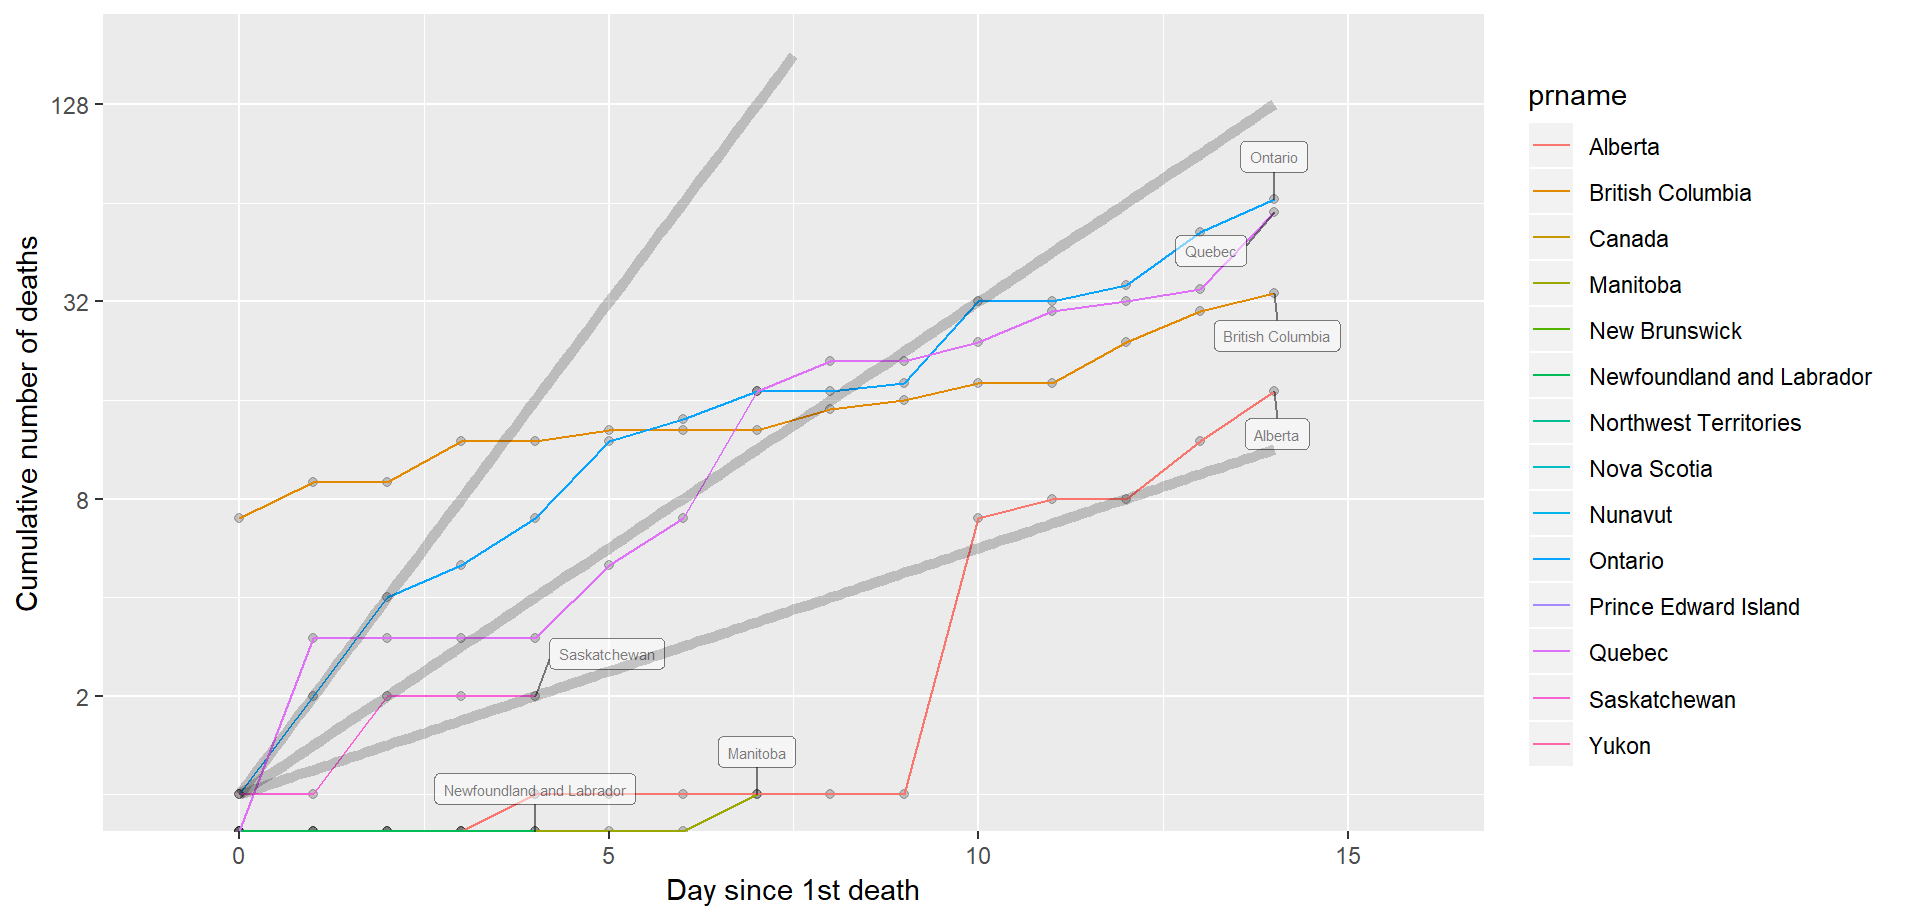 Cumulative number of deaths
128
32
8
2
Ontario
Quebec
British Columbia
Alberta
Saskatchewan
Manitoba
Newfoundland and Labrador
0
5
10
15
Day since 1st death
prname
Alberta
British Columbia
Canada
Manitoba
New Brunswick
Newfoundland and Labrador
Northwest Territories
Nova Scotia
Nunavut
Ontario
Prince Edward Island
Quebec
Saskatchewan
Yukon